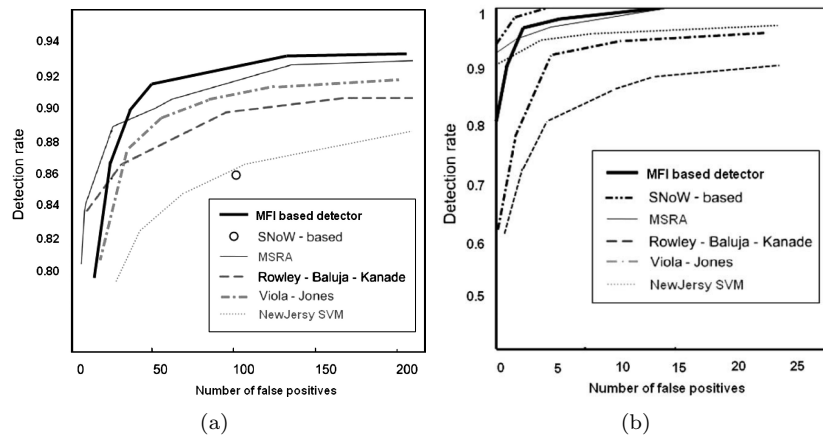 Detection rate
0.94
0.92
0.90
0.88
0.86
0.84
0.82
0.80
MFI based detector
SNoW - based
MSRA
Rowley - Baluja - Kanade
Viola - Jones
NewJersy SVM
0 50 100 150 200
Number of false positives
(a)
Detection rate
1
0.9
0.8
0.7
0.6
0.5
MFI based detector
SNoW - based
MSRA
Rowley - Baluja - Kanade
Viola - Jones
NewJersy SVM
0 5 10 15 20 25
Number of false positives
(b)